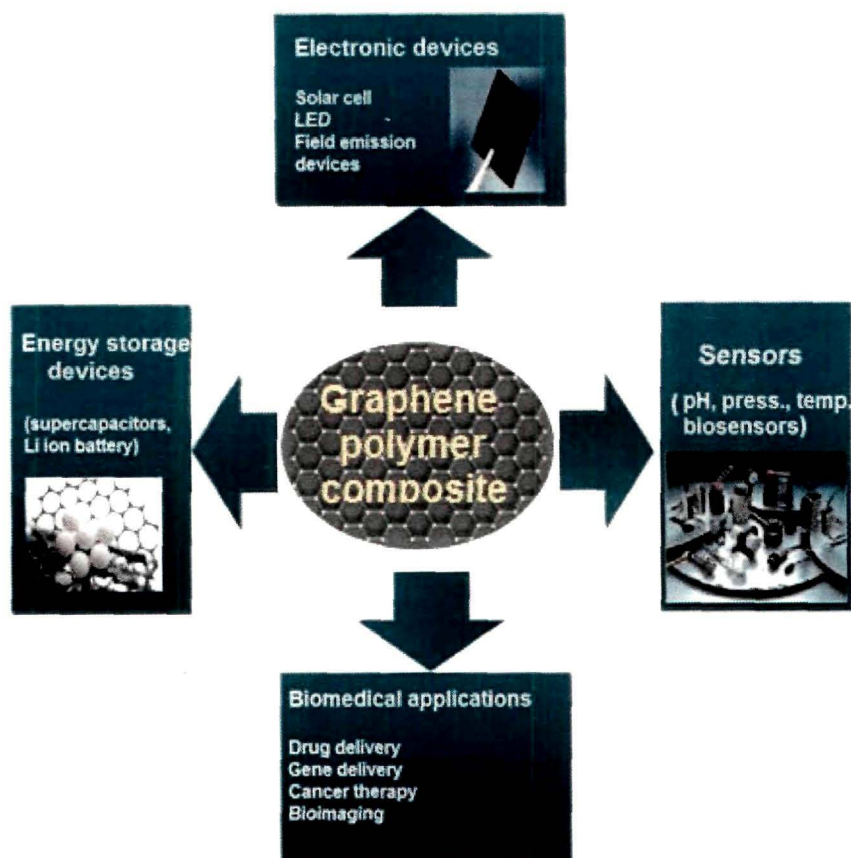 Electronic devices
Solar cell
LED
Field emission
devices
Energy storage
devices
(supercapacitors,
Li ion battery)
Graphene
polymer
composite
Sensors
( pH, press., temp.
biosensors)
Biomedical applications
Drug delivery
Gene delivery
Cancer therapy
Bioimaging